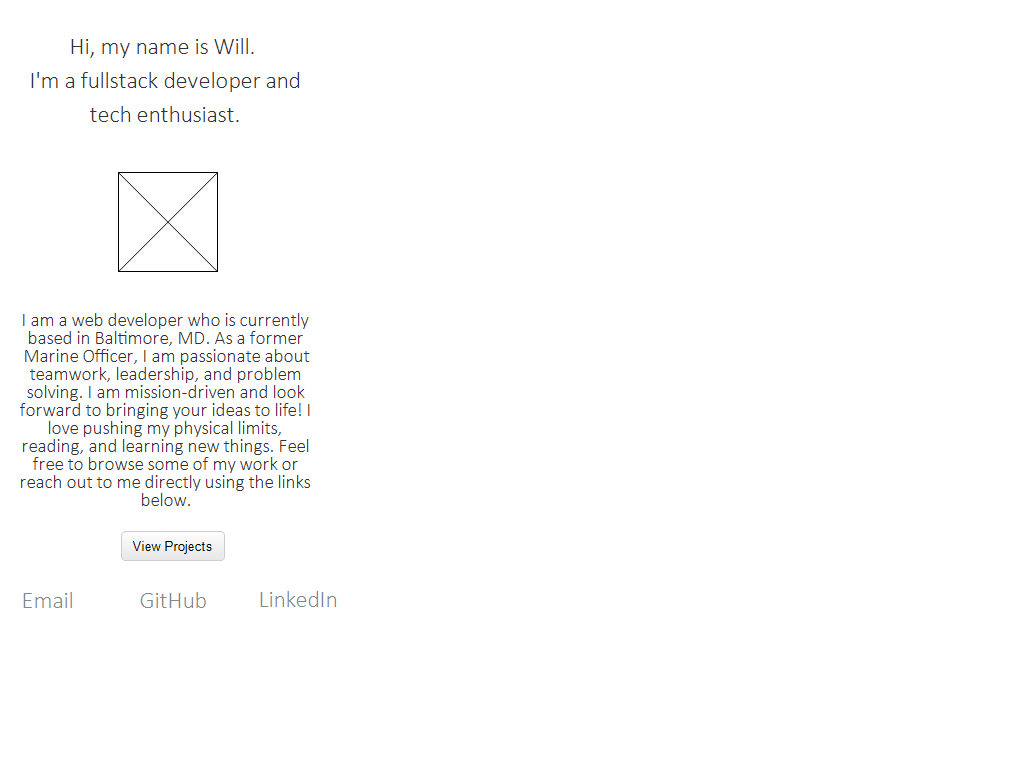 Hi, my name is Will.
I'm a fullstack developer and
tech enthusiast.
I am a web developer who is currently
based in Baltimore, MD. As a former
Marine Officer, I am passionate about
teamwork, leadership, and problem
solving. I am mission-driven and look
forward to bringing your ideas to life! I
love pushing my physical limits,
reading, and learning new things. Feel
free to browse some of my work or
reach out to me directly using the links
below.
View Projects
Email GitHub LinkedIn